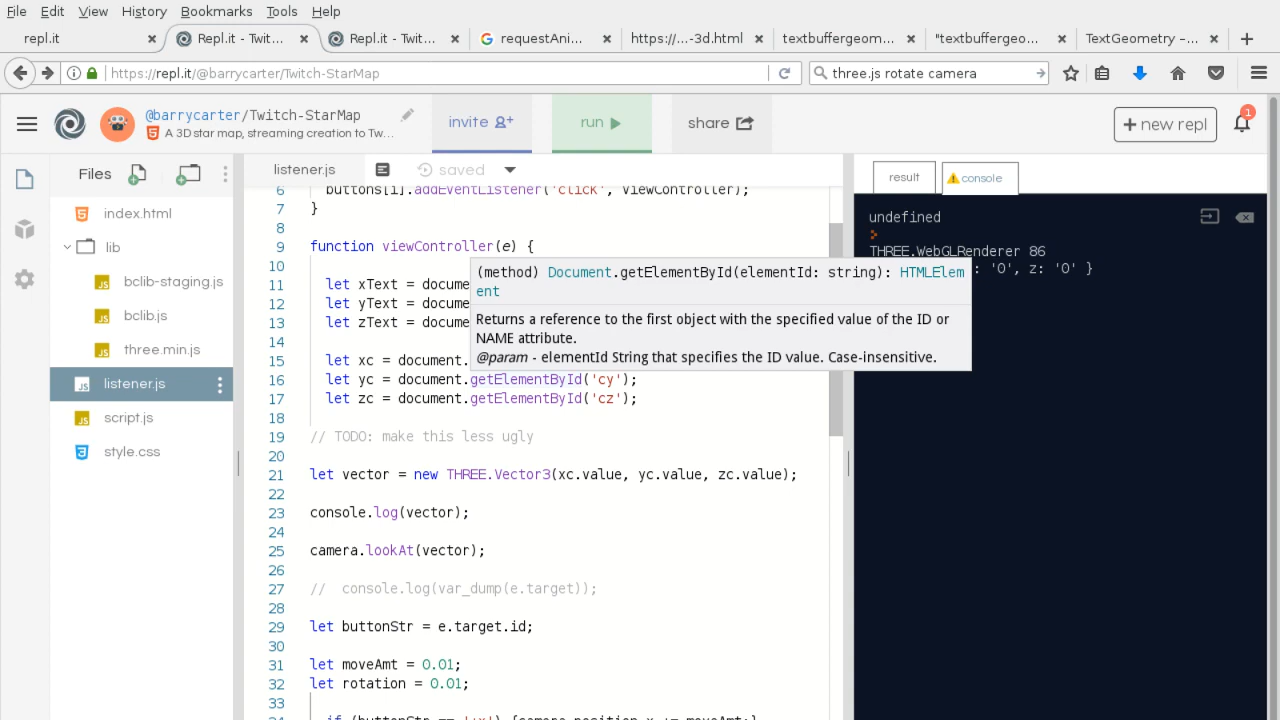 File Edit View History Bookmarks Tools Help
repl.it × Repl.it - Twit... × Repl.it - Twit... × requestAni... × https:/...-3d.html × textbuffergeom... × "textbuffergeo... × TextGeometry –... × +
https://repl.it/@barrycarter/Twitch-StarMap three.js rotate camera
@barrycarter/Twitch-StarMap
A 3D star map, streaming creation to Tw...
invite
run
share
+ new repl
1
Files
index.html
lib
bclib-staging.js
bclib.js
three.min.js
listener.js
script.js
style.css
listener.js saved
6 buttons[i].addEventListener('click', viewController);
7 }
8
9 function viewController(e) {
10
11 let xText = docume
12 let yText = docume
13 let zText = docume
14
15 let xc = document.
16 let yc = document.getElementById('cy');
17 let zc = document.getElementById('cz');
18
19 // TODO: make this less ugly
20
21 let vector = new THREE.Vector3(xc.value, yc.value, zc.value);
22
23 console.log(vector);
24
25 camera.lookAt(vector);
26
27 // console.log(var_dump(e.target));
28
29 let buttonStr = e.target.id;
30
31 let moveAmt = 0.01;
32 let rotation = 0.01;
33
(method) Document.getElementById(elementId: string): HTMLElem
ent
Returns a reference to the first object with the specified value of the ID or
NAME attribute.
@param - elementId String that specifies the ID value. Case-insensitive.
result console
undefined
>
THREE.WebGLRenderer 86
: '0', z: '0' }